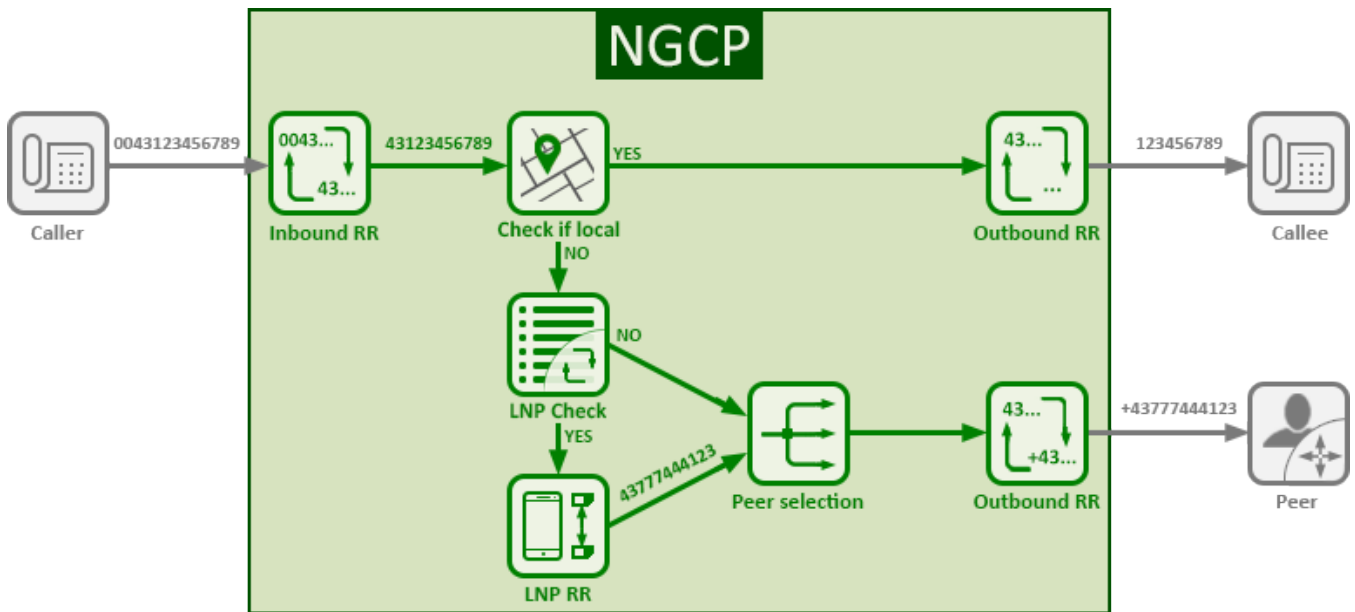 NGCP
0043123456789
0043...
43...
43123456789
YES
43...
...
123456789
Caller
Inbound RR
Check if local
Outbound RR
Callee
NO
NO
LNP Check
YES
43777444123
Peer selection
43...
+43...
+43777444123
Outbound RR
Peer
LNP RR